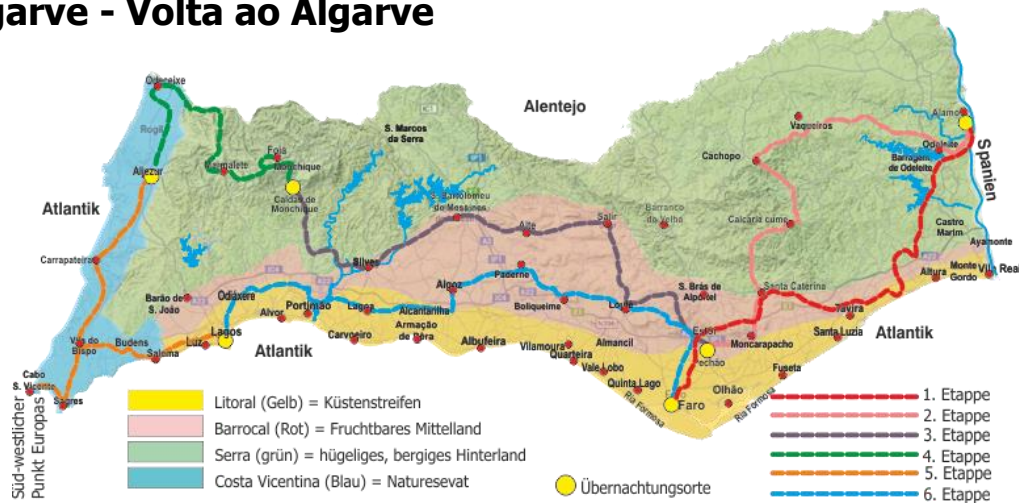 garve - Volta ao Algarve
Odeceixe
Rogil
Aljezur
Marmalete
Foia
Monchique
Caldas de
Monchique
S. Marcos
da Serra
Alentejo
Vaqueiros
Cachopo
Alamo
Odeleite
Barragem
de Odeleite
Spanien
Atlantik
Carrapateira
S. Bartolomeu
de Messines
Alte
Salir
Barranco
do Velho
Calcaria cume
Castro
Marim
Ayamonte
Silves
Paderne
Algoz
Barão de
S. João
Odiáxere
Portimão
Lagoa
Alcantarilha
Boliqueime
Loulé
S. Brás de
Alportel
Santa Caterina
Altura
Monte
Gordo
Vila Real
Alvor
Lagos
Luz
Budens
Salema
Vila do
Bispo
Carvoeiro
Armação
de Pêra
Albufeira
Vilamoura
Quarteira
Almancil
Vale Lobo
Quinta Lago
Estoi
Moncarapacho
Santa Luzia
Tavira
Atlantik
Atlantik
Fuseta
Olhão
Ria Formosa
Ria Formosa
Faro
Cabo
S. Vicente
Sagres
Süd-westlicher
Punkt Europas
Litoral (Gelb) = Küstenstreifen
Barrocal (Rot) = Fruchtbares Mittelland
Serra (grün) = hügeliges, bergiges Hinterland
Costa Vicentina (Blau) = Naturesevat
Übernachtungsorte
1. Etappe
2. Etappe
3. Etappe
4. Etappe
5. Etappe
6. Etappe